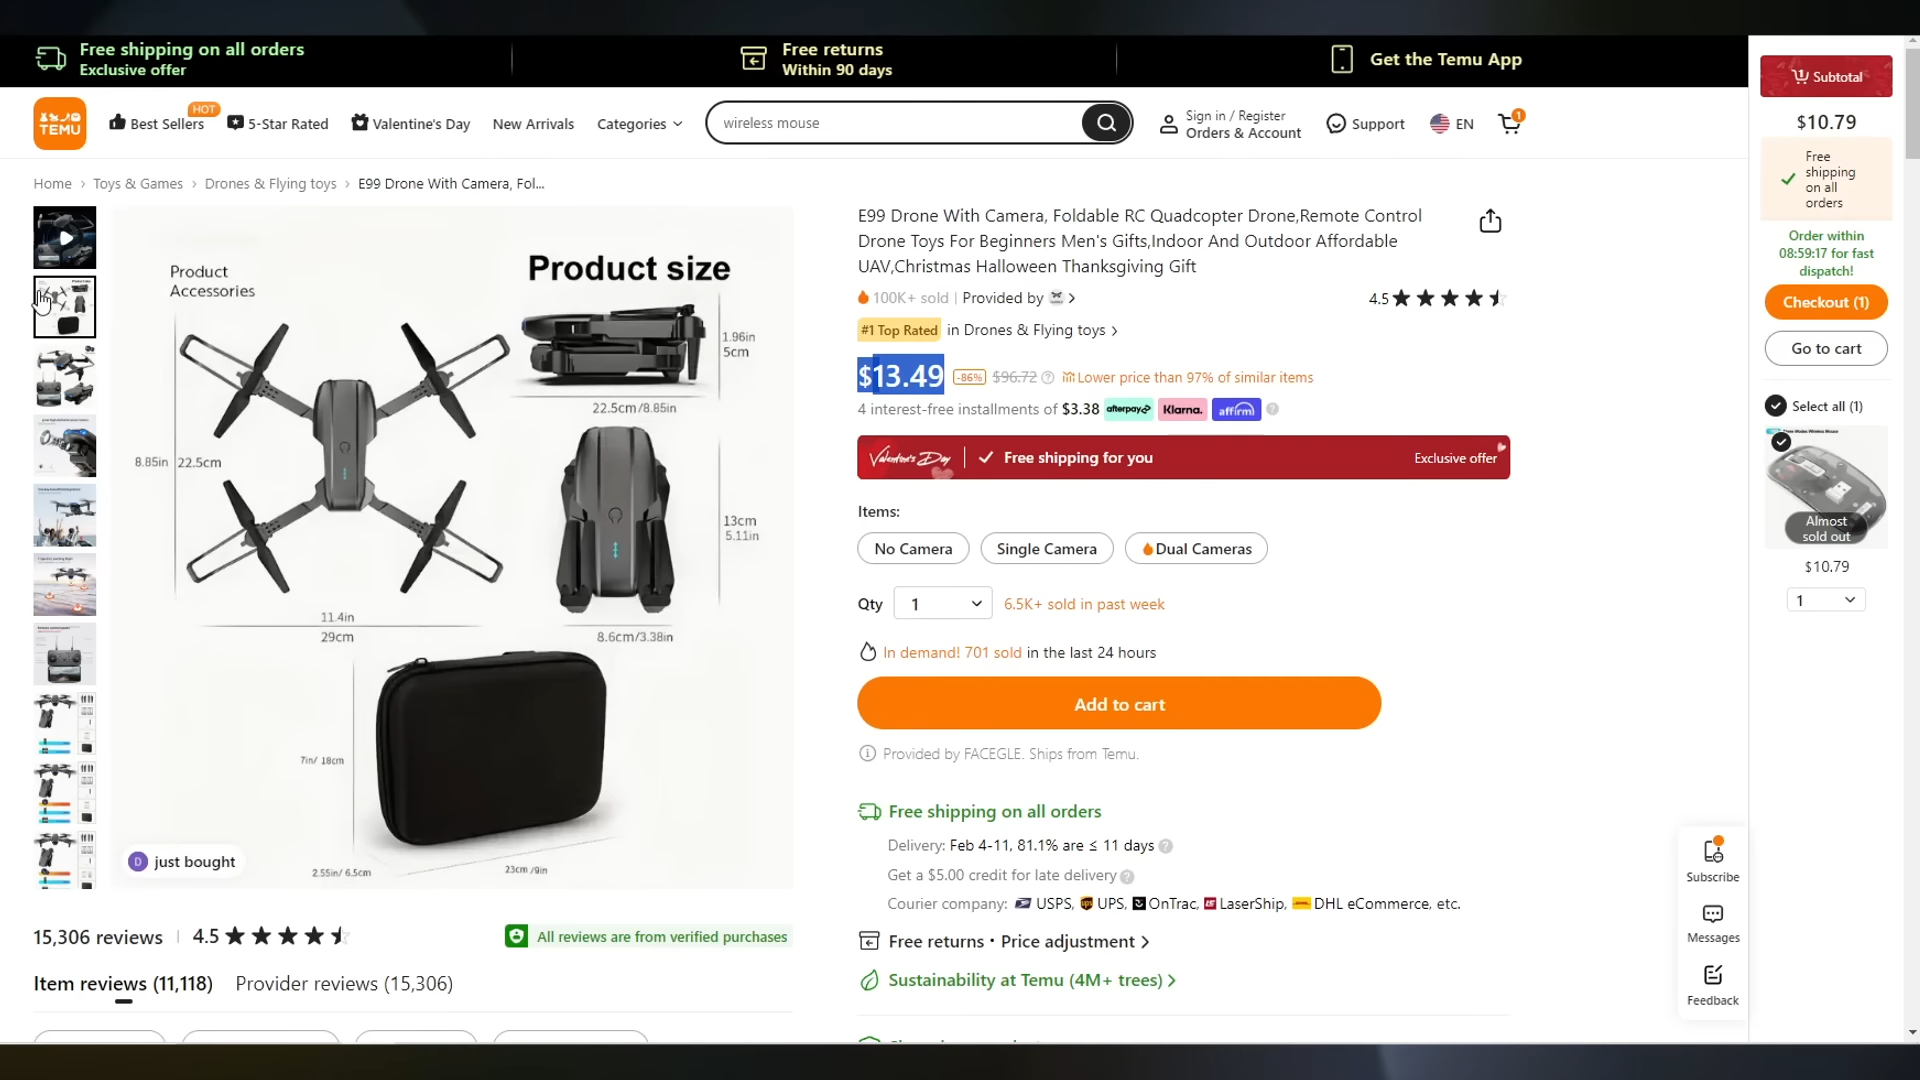 Free shipping on all orders
Exclusive offer
Free returns
Within 90 days
Get the Temu App
TEMU
Best Sellers
HOT
5-Star Rated
Valentine's Day
New Arrivals
Categories
wireless mouse
Sign in / Register
Orders & Account
Support
EN
1
Home › Toys & Games › Drones & Flying toys › E99 Drone With Camera, Fol...
Product
Accessories
Product size
1.96in
5cm
22.5cm/8.85in
8.85in
22.5cm
13cm
5.11in
11.4in
29cm
8.6cm/3.38in
7in/ 18cm
2.55in/ 6.5cm
23cm /9in
D just bought
15,306 reviews
4.5
All reviews are from verified purchases
Item reviews (11,118)
Provider reviews (15,306)
E99 Drone With Camera, Foldable RC Quadcopter Drone,Remote Control
Drone Toys For Beginners Men's Gifts,Indoor And Outdoor Affordable
UAV,Christmas Halloween Thanksgiving Gift
100K+ sold | Provided by
4.5
#1 Top Rated in Drones & Flying toys
$13.49 -86% $96.72 Lower price than 97% of similar items
4 interest-free installments of $3.38 afterpay Klarna. affirm
Valentine's Day
Free shipping for you
Exclusive offer
Items:
No Camera
Single Camera
Dual Cameras
Qty 1 6.5K+ sold in past week
In demand! 701 sold in the last 24 hours
Add to cart
Provided by FACEGLE. Ships from Temu.
Free shipping on all orders
Delivery: Feb 4-11, 81.1% are ≤ 11 days
Get a $5.00 credit for late delivery
Courier company: USPS, UPS, OnTrac, LaserShip, DHL eCommerce, etc.
Free returns · Price adjustment
Sustainability at Temu (4M+ trees)
Subtotal
$10.79
Free
shipping
on all
orders
Order within
08:59:17 for fast
dispatch!
Checkout (1)
Go to cart
Select all (1)
Almost
sold out
$10.79
1
Subscribe
Messages
Feedback